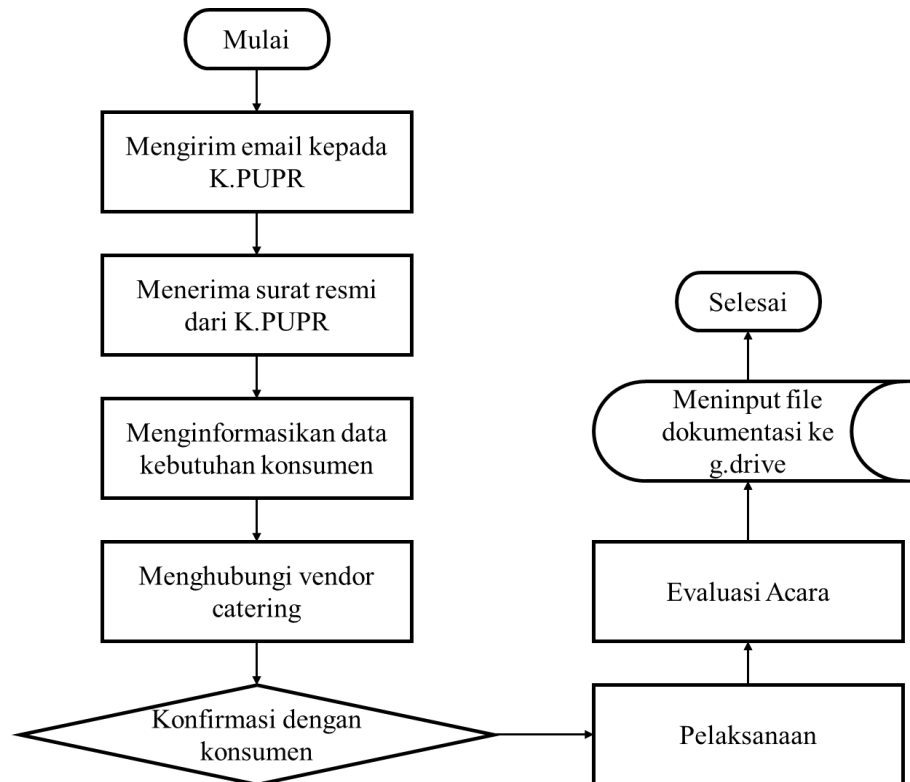 Mulai
Mengirim email kepada
K.PUPR
Menerima surat resmi
dari K.PUPR
Menginformasikan data
kebutuhan konsumen
Menghubungi vendor
catering
Konfirmasi dengan
konsumen
Pelaksanaan
Evaluasi Acara
Meninput file
dokumentasi ke
g.drive
Selesai